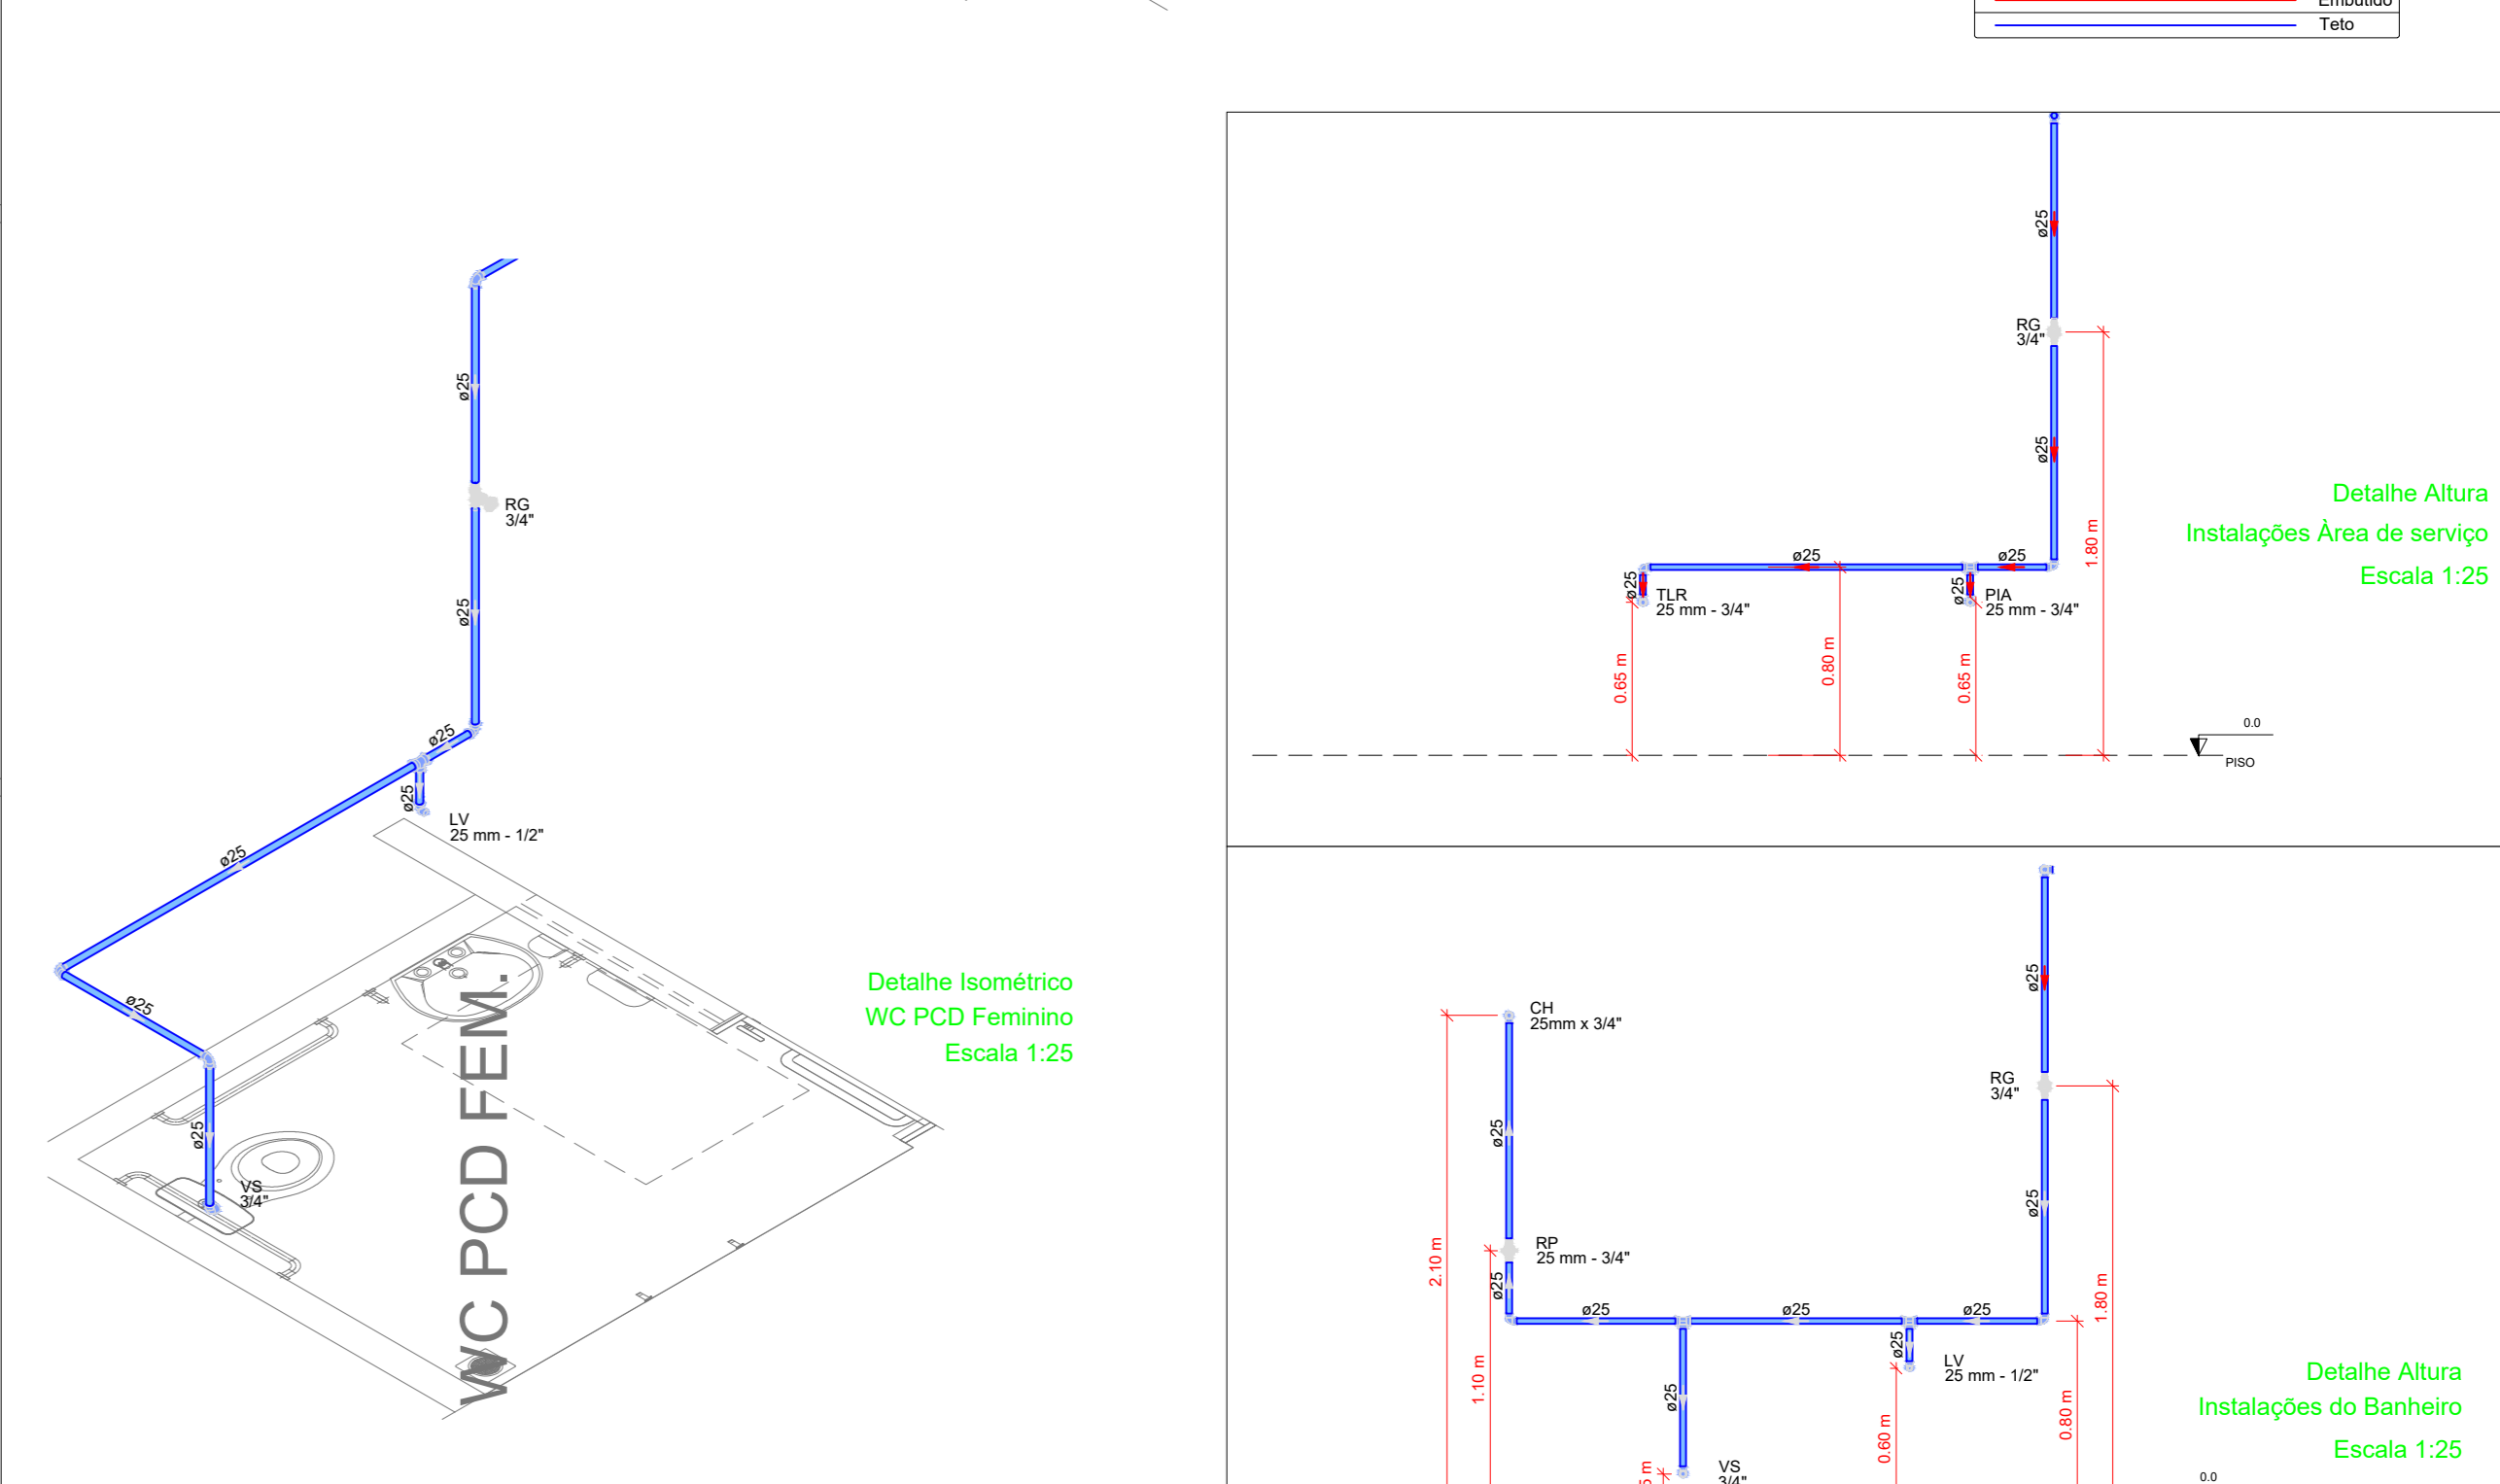 Embutido
Teto
ø25
RG
3/4"
ø25
ø25
ø25
LV
25 mm - 1/2"
ø25
ø25
ø25
VS
3/4"
WC PCD FEM.
Detalhe Isométrico
WC PCD Feminino
Escala 1:25
ø25
RG
3/4"
ø25
1.80 m
ø25
ø25
ø25
TLR
25 mm - 3/4"
ø25
PIA
25 mm - 3/4"
0.65 m
0.80 m
0.65 m
0.0
PISO
Detalhe Altura
Instalações Àrea de serviço
Escala 1:25
ø25
CH
25mm x 3/4"
RG
3/4"
ø25
ø25
2.10 m
RP
25 mm - 3/4"
ø25
1.80 m
ø25
ø25
ø25
ø25
LV
25 mm - 1/2"
1.10 m
ø25
0.60 m
0.80 m
VS
3/4"
0.0
Detalhe Altura
Instalações do Banheiro
Escala 1:25